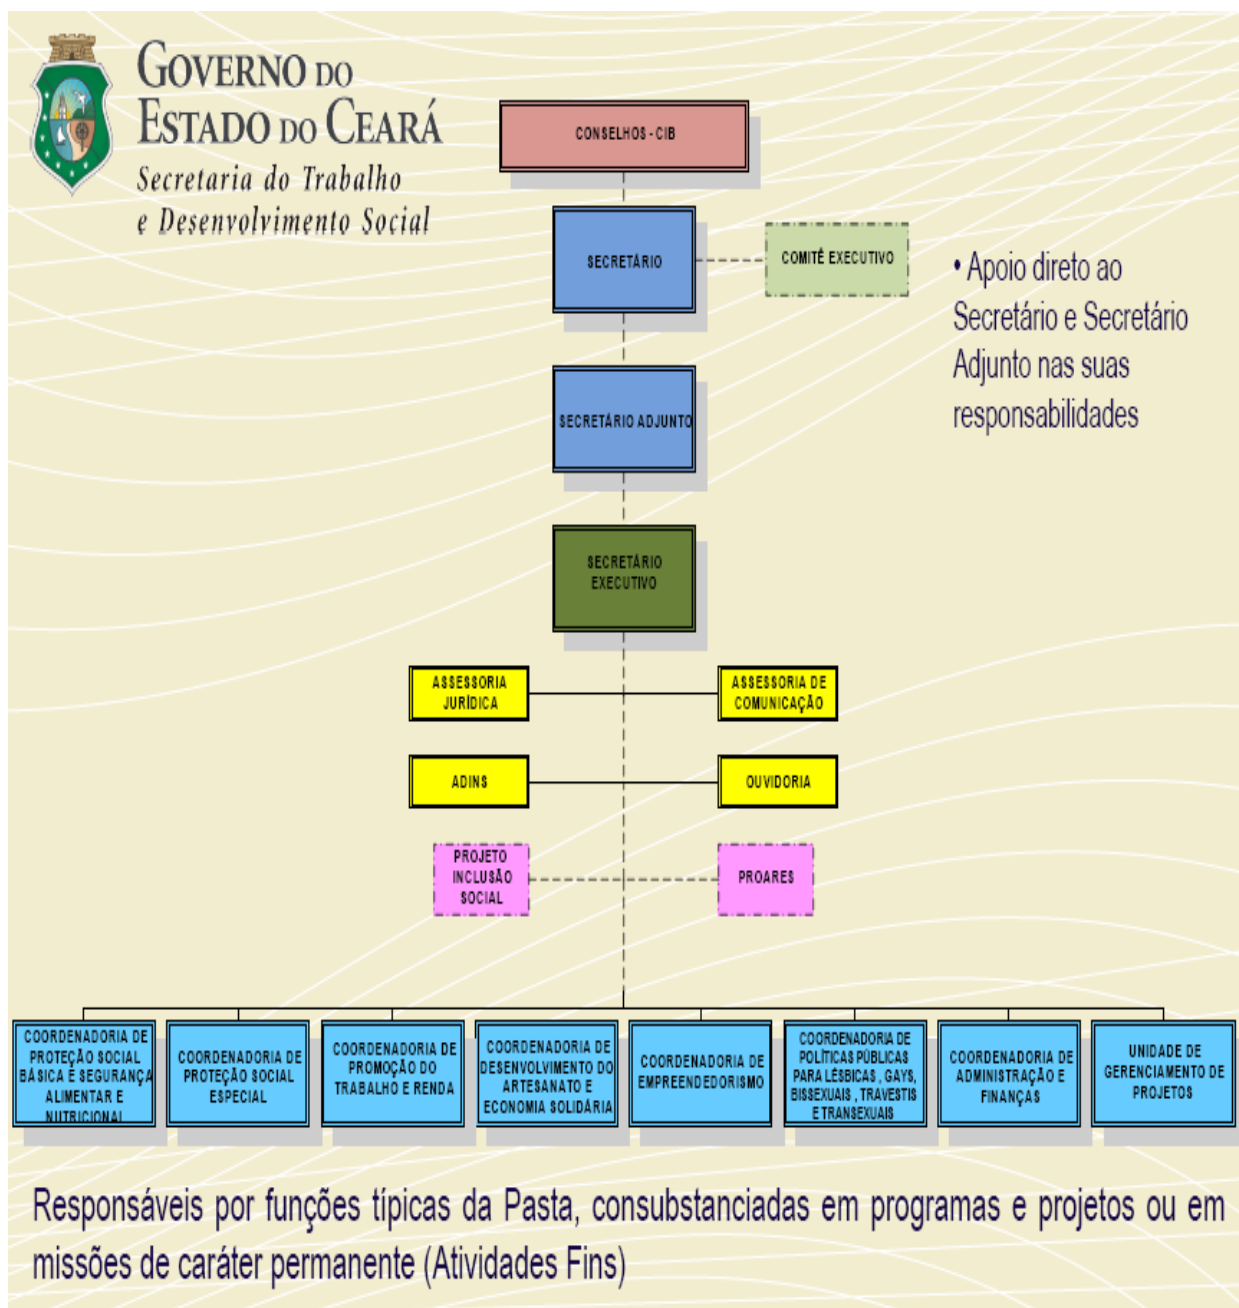 GOVERNO DO
ESTADO DO CEARÁ
Secretaria do Trabalho
e Desenvolvimento Social
CONSELHOS - CIB
SECRETÁRIO
COMITÊ EXECUTIVO
• Apoio direto ao
Secretário e Secretário
Adjunto nas suas
responsabilidades
SECRETÁRIO ADJUNTO
SECRETÁRIO
EXECUTIVO
ASSESSORIA
JURÍDICA
ASSESSORIA DE
COMUNICAÇÃO
ADINS
OUVIDORIA
PROJETO
INCLUSÃO
SOCIAL
PROARES
COORDENADORIA DE
PROTEÇÃO SOCIAL
BÁSICA E SEGURANÇA
ALIMENTAR E
NUTRICIONAL
COORDENADORIA DE
PROTEÇÃO SOCIAL
ESPECIAL
COORDENADORIA DE
PROMOÇÃO DO
TRABALHO E RENDA
COORDENADORIA DE
DESENVOLVIMENTO DO
ARTESANATO E
ECONOMIA SOLIDÁRIA
COORDENADORIA DE
EMPREENDEDORISMO
COORDENADORIA DE
POLÍTICAS PÚBLICAS
PARA LÉSBICAS , GAYS,
BISSEXUAIS , TRAVESTIS
E TRANSEXUAIS
COORDENADORIA DE
ADMINISTRAÇÃO E
FINANÇAS
UNIDADE DE
GERENCIAMENTO DE
PROJETOS
Responsáveis por funções típicas da Pasta, consubstanciadas em programas e projetos ou em
missões de caráter permanente (Atividades Fins)